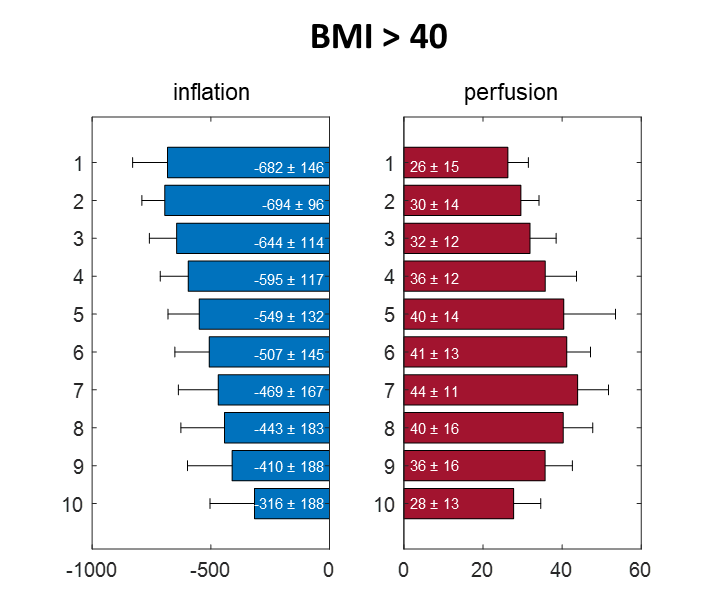 BMI > 40
inflation perfusion
1 -682 ± 146 1 26 ± 15
2 -694 ± 96 2 30 ± 14
3 -644 ± 114 3 32 ± 12
4 -595 ± 117 4 36 ± 12
5 -549 ± 132 5 40 ± 14
6 -507 ± 145 6 41 ± 13
7 -469 ± 167 7 44 ± 11
8 -443 ± 183 8 40 ± 16
9 -410 ± 188 9 36 ± 16
10 -316 ± 188 10 28 ± 13
-1000 -500 0 0 20 40 60